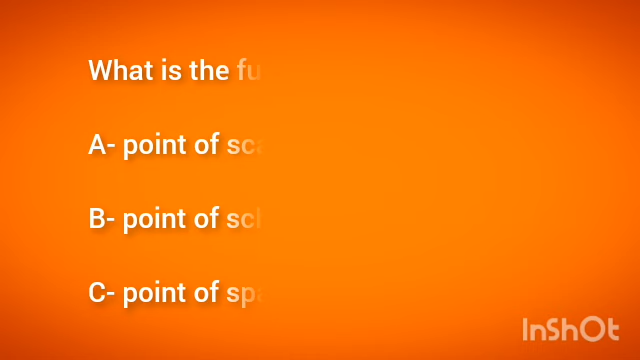 What is the fu
A- point of sc
B- point of sc
C- point of sp
InShOt